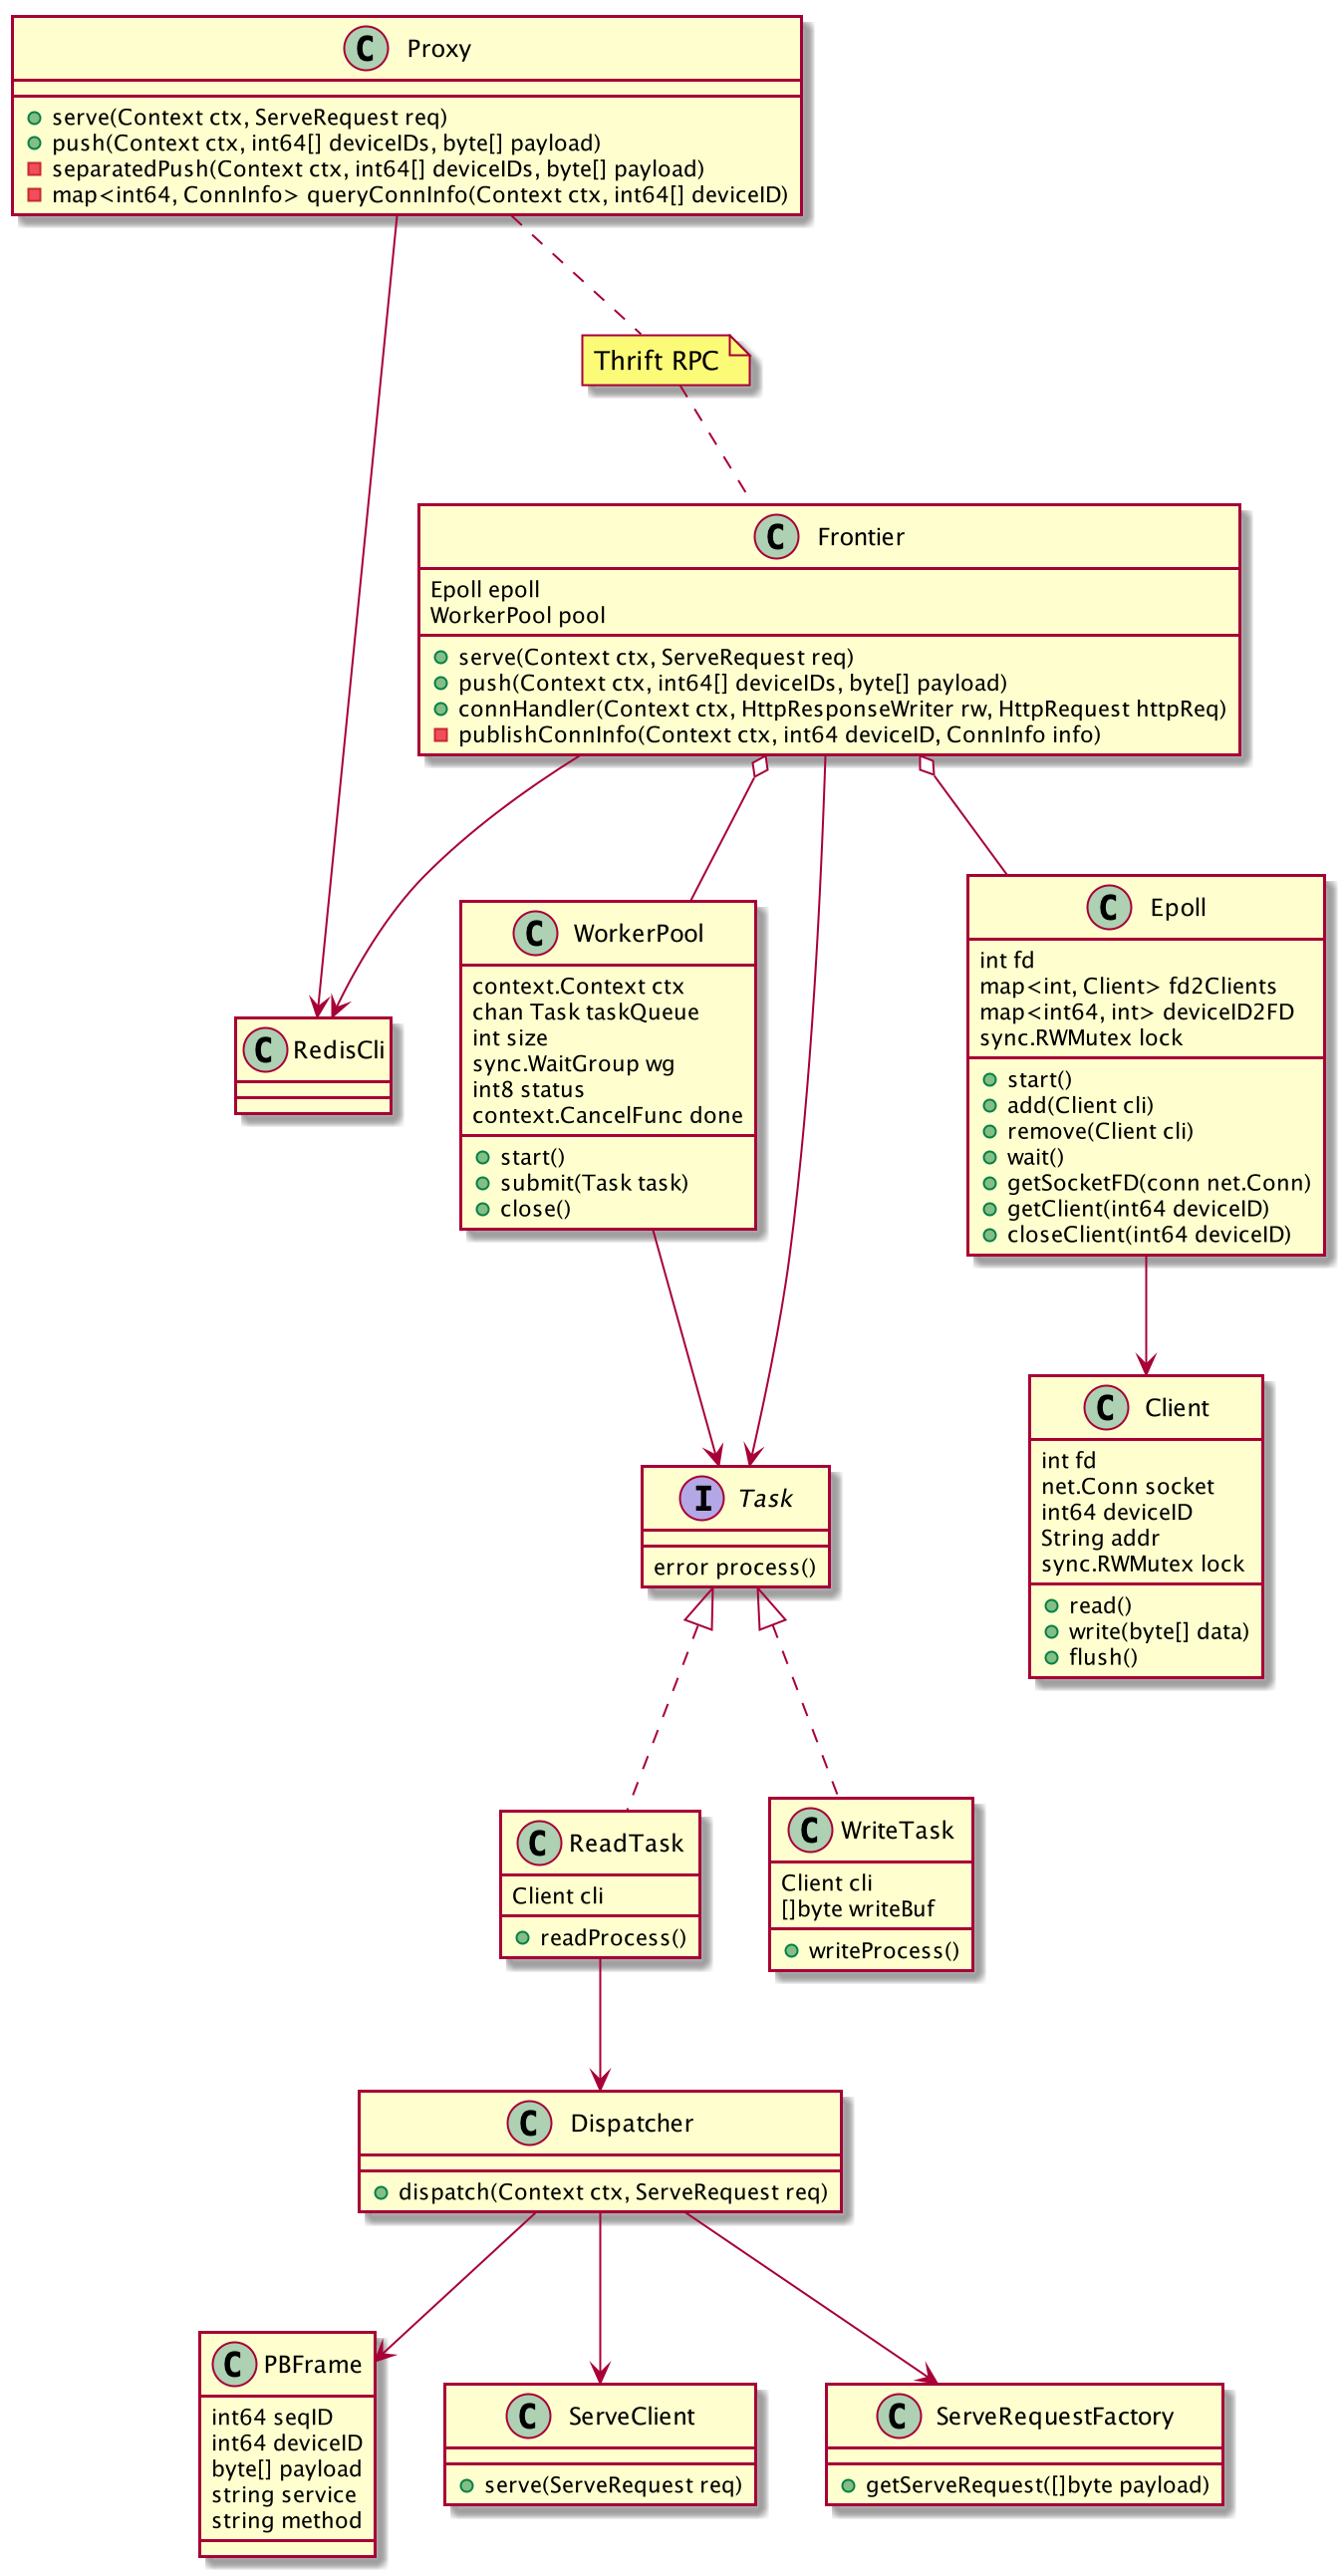 C Proxy
serve(Context ctx, ServeRequest req)
push(Context ctx, int64[] deviceIDs, byte[] payload)
separatedPush(Context ctx, int64[] deviceIDs, byte[] payload)
map<int64, ConnInfo> queryConnInfo(Context ctx, int64[] deviceID)
Thrift RPC
C Frontier
Epoll epoll
WorkerPool pool
serve(Context ctx, ServeRequest req)
push(Context ctx, int64[] deviceIDs, byte[] payload)
connHandler(Context ctx, HttpResponseWriter rw, HttpRequest httpReq)
publishConnInfo(Context ctx, int64 deviceID, ConnInfo info)
C RedisCli
C WorkerPool
context.Context ctx
chan Task taskQueue
int size
sync.WaitGroup wg
int8 status
context.CancelFunc done
start()
submit(Task task)
close()
C Epoll
int fd
map<int, Client> fd2Clients
map<int64, int> deviceID2FD
sync.RWMutex lock
start()
add(Client cli)
remove(Client cli)
wait()
getSocketFD(conn net.Conn)
getClient(int64 deviceID)
closeClient(int64 deviceID)
C Client
int fd
net.Conn socket
int64 deviceID
String addr
sync.RWMutex lock
read()
write(byte[] data)
flush()
I Task
error process()
C ReadTask
Client cli
readProcess()
C WriteTask
Client cli
[]byte writeBuf
writeProcess()
C Dispatcher
dispatch(Context ctx, ServeRequest req)
C PBFrame
int64 seqID
int64 deviceID
byte[] payload
string service
string method
C ServeClient
serve(ServeRequest req)
C ServeRequestFactory
getServeRequest([]byte payload)